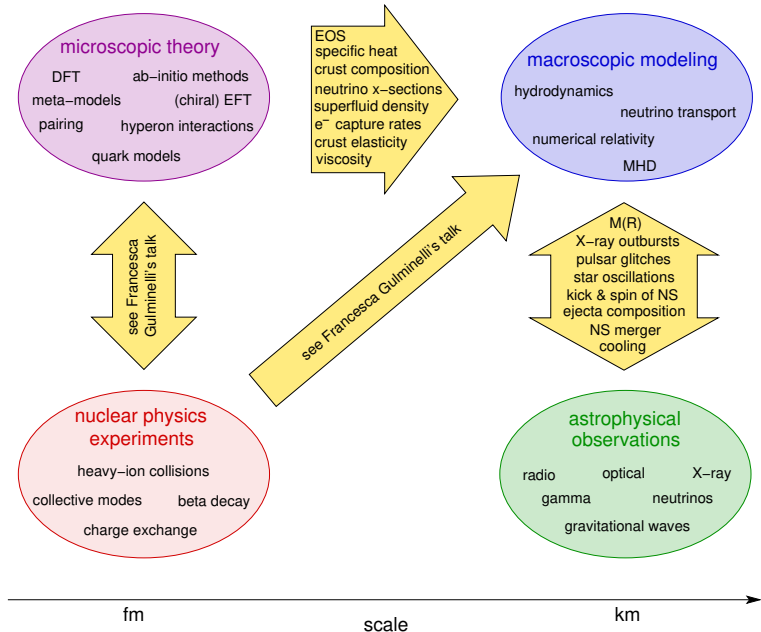 microscopic theory
DFT
ab−initio methods
meta−models
(chiral) EFT
pairing
hyperon interactions
quark models
EOS
specific heat
crust composition
neutrino x−sections
superfluid density
e− capture rates
crust elasticity
viscosity
macroscopic modeling
hydrodynamics
neutrino transport
numerical relativity
MHD
see Francesca
Gulminelli's talk
see Francesca Gulminelli's talk
M(R)
X−ray outbursts
pulsar glitches
star oscillations
kick & spin of NS
ejecta composition
NS merger
cooling
nuclear physics
experiments
heavy−ion collisions
collective modes
beta decay
charge exchange
astrophysical
observations
radio
optical
X−ray
gamma
neutrinos
gravitational waves
fm
scale
km